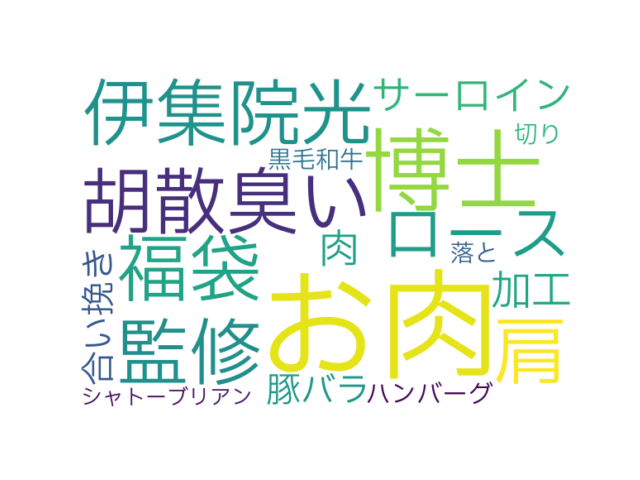 伊集院光
サーロイン
博士
切り
黒毛和牛
胡散臭い
ロース
福袋
肉
落と
合い挽き
お肉
加工
監修
肩
豚バラ
ハンバーグ
シャトーブリアン